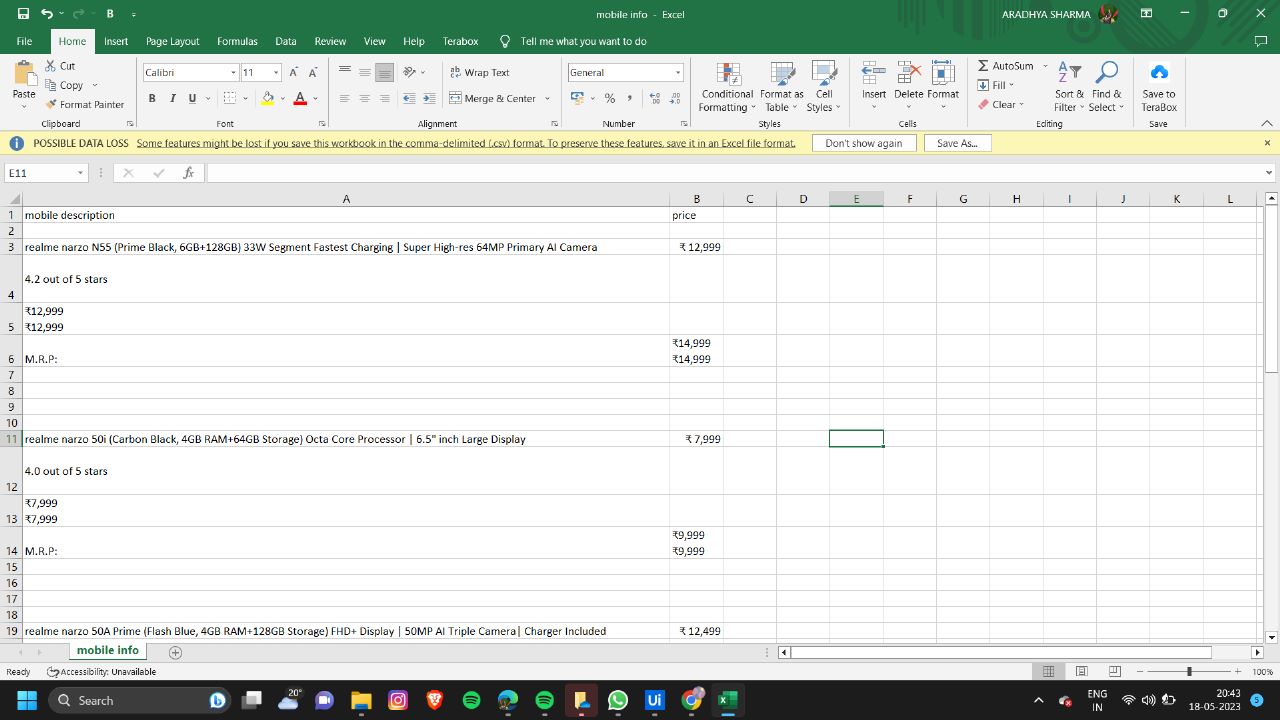 B
mobile info - Excel
ARADHYA SHARMA
File Home Insert Page Layout Formulas Data Review View Help Terabox Tell me what you want to do
Paste
Cut
Copy
Format Painter
Clipboard
Calibri 11 A A
B I U A
Font
ab Wrap Text
Merge & Center
Alignment
General
% ,
Number
Conditional Formatting
Format as Table
Cell Styles
Styles
Insert Delete Format
Cells
AutoSum
Fill
Clear
Sort & Filter
Find & Select
Editing
Save to TeraBox
Save
POSSIBLE DATA LOSS Some features might be lost if you save this workbook in the comma-delimited (.csv) format. To preserve these features, save it in an Excel file format. Don't show again Save As...
E11 fx
A B C D E F G H I J K L
1 mobile description price
2
3 realme narzo N55 (Prime Black, 6GB+128GB) 33W Segment Fastest Charging | Super High-res 64MP Primary AI Camera ₹ 12,999
4.2 out of 5 stars
4
₹12,999
5 ₹12,999
₹14,999
6 M.R.P: ₹14,999
7
8
9
10
11 realme narzo 50i (Carbon Black, 4GB RAM+64GB Storage) Octa Core Processor | 6.5" inch Large Display ₹ 7,999
4.0 out of 5 stars
12
₹7,999
13 ₹7,999
₹9,999
14 M.R.P: ₹9,999
15
16
17
18
19 realme narzo 50A Prime (Flash Blue, 4GB RAM+128GB Storage) FHD+ Display | 50MP AI Triple Camera| Charger Included ₹ 12,499
mobile info
Ready Accessibility: Unavailable 100%
Search 20° Ui ENG IN 20:43 18-05-2023 5